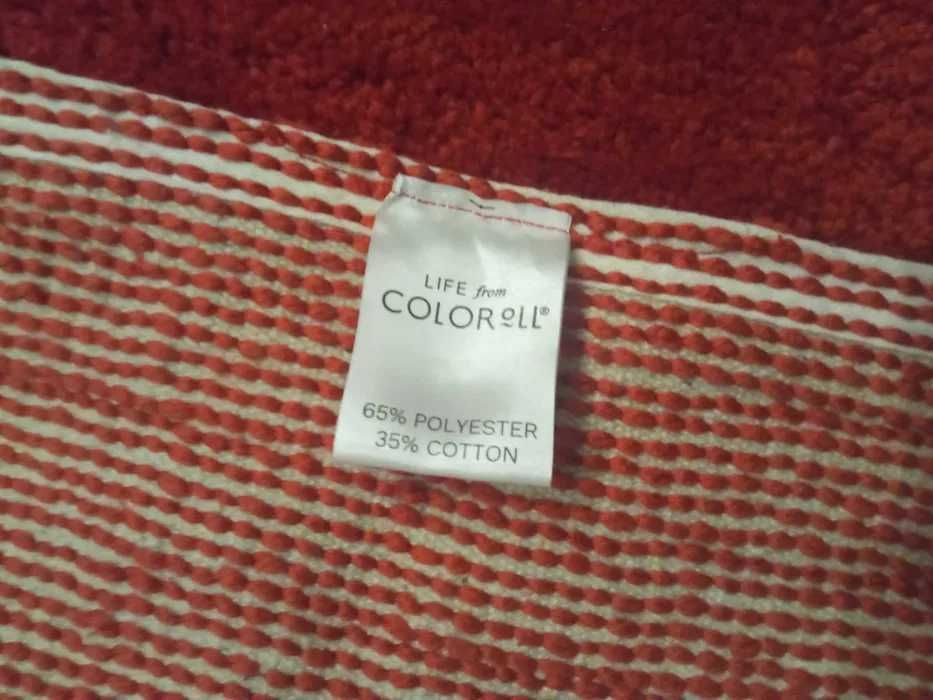 LIFE from
COLOROLL®
65% POLYESTER
35% COTTON